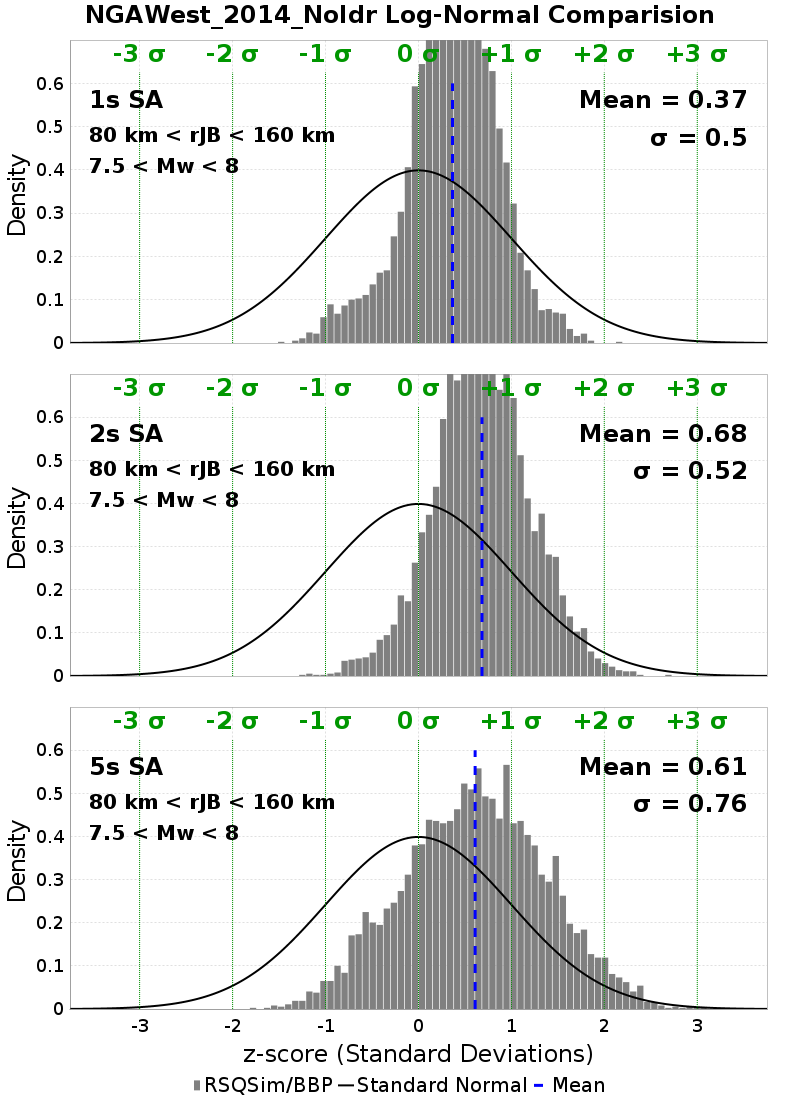 NGAWest_2014_NoIdr Log-Normal Comparision
-3 σ -2 σ -1 σ 0 σ +1 σ +2 σ +3 σ
1s SA
80 km < rJB < 160 km
7.5 < Mw < 8
Mean = 0.37
σ = 0.5
Density
0.6
0.5
0.4
0.3
0.2
0.1
0
-3 σ -2 σ -1 σ 0 σ +1 σ +2 σ +3 σ
2s SA
80 km < rJB < 160 km
7.5 < Mw < 8
Mean = 0.68
σ = 0.52
Density
0.6
0.5
0.4
0.3
0.2
0.1
0
-3 σ -2 σ -1 σ 0 σ +1 σ +2 σ +3 σ
5s SA
80 km < rJB < 160 km
7.5 < Mw < 8
Mean = 0.61
σ = 0.76
Density
0.6
0.5
0.4
0.3
0.2
0.1
0
-3 -2 -1 0 1 2 3
z-score (Standard Deviations)
RSQSim/BBP Standard Normal Mean